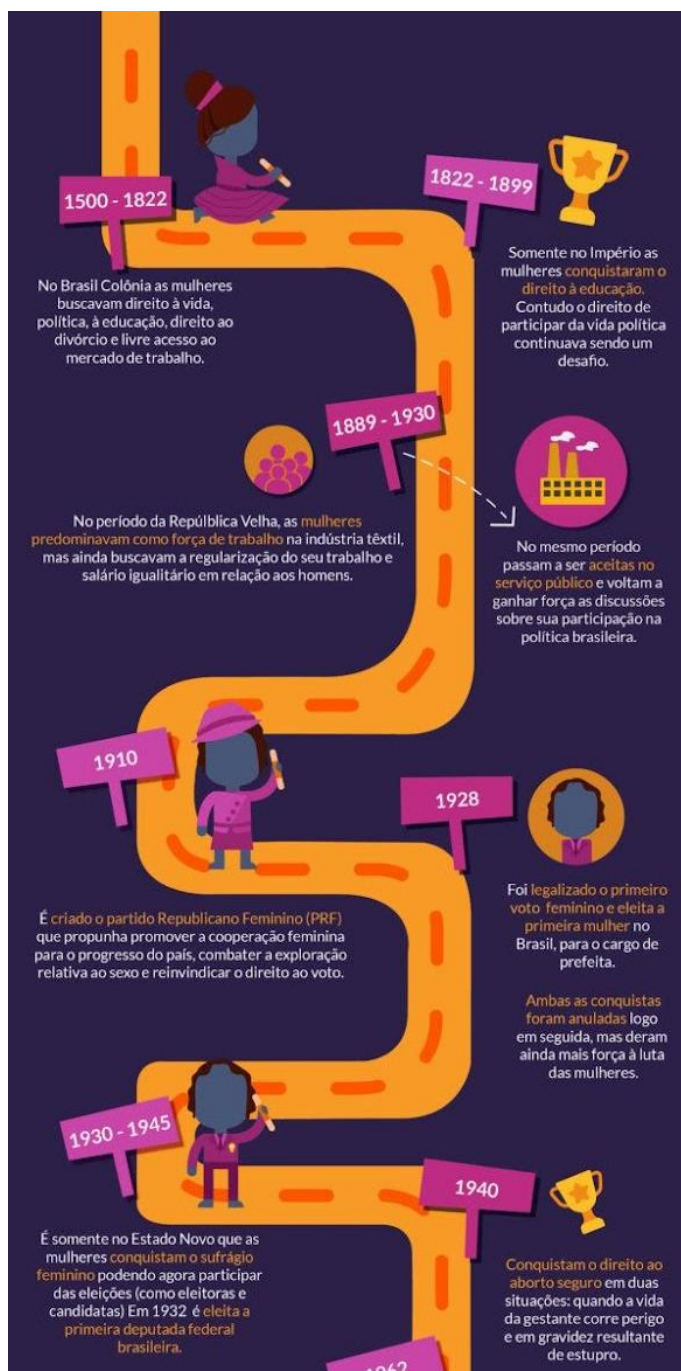 1500 - 1822
No Brasil Colônia as mulheres
buscavam direito à vida,
política, à educação, direito ao
divórcio e livre acesso ao
mercado de trabalho.
1822 - 1899
Somente no Império as
mulheres conquistaram o
direito à educação.
Contudo o direito de
participar da vida política
continuava sendo um
desafio.
1889 - 1930
No período da Repúlblica Velha, as mulheres
predominavam como força de trabalho na indústria têxtil,
mas ainda buscavam a regularização do seu trabalho e
salário igualitário em relação aos homens.
No mesmo período
passam a ser aceitas no
serviço público e voltam a
ganhar força as discussões
sobre sua participação na
política brasileira.
1910
É criado o partido Republicano Feminino (PRF)
que propunha promover a cooperação feminina
para o progresso do país, combater a exploração
relativa ao sexo e reinvindicar o direito ao voto.
1928
Foi legalizado o primeiro
voto feminino e eleita a
primeira mulher no
Brasil, para o cargo de
prefeita.
Ambas as conquistas
foram anuladas logo
em seguida, mas deram
ainda mais força à luta
das mulheres.
1930 - 1945
É somente no Estado Novo que as
mulheres conquistam o sufrágio
feminino podendo agora participar
das eleições (como eleitoras e
candidatas) Em 1932 é eleita a
primeira deputada federal
brasileira.
1940
Conquistam o direito ao
aborto seguro em duas
situações: quando a vida
da gestante corre perigo
e em gravidez resultante
de estupro.
1962